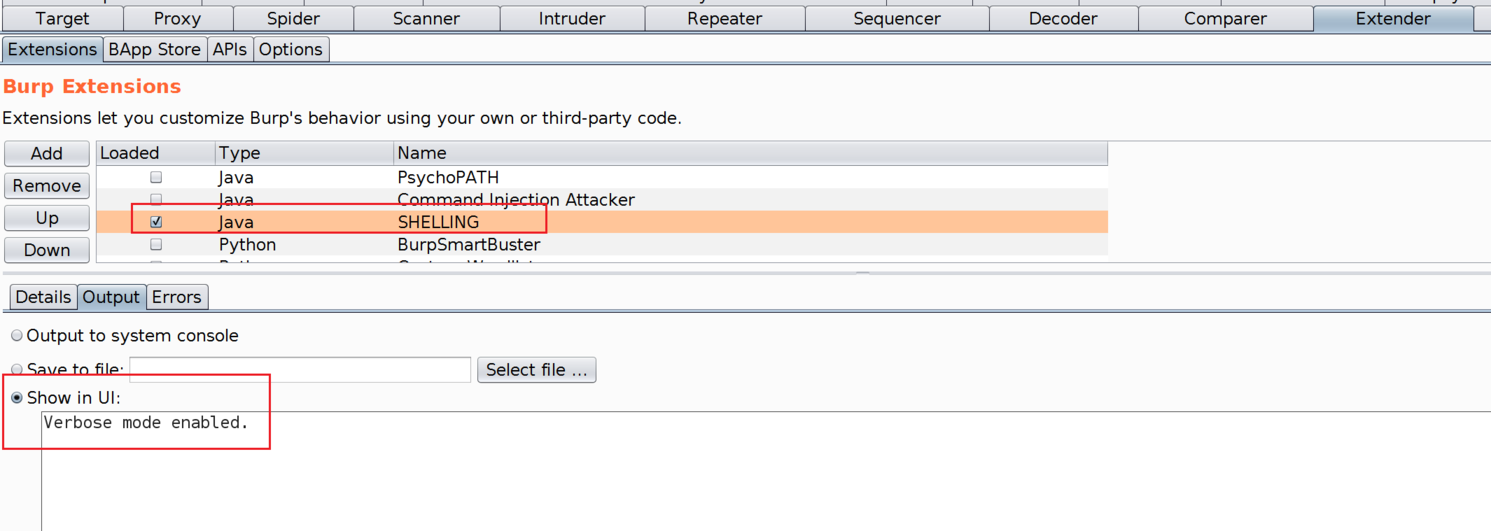 Target Proxy Spider Scanner Intruder Repeater Sequencer Decoder Comparer Extender
Extensions BApp Store APIs Options
Burp Extensions
Extensions let you customize Burp's behavior using your own or third-party code.
Add Loaded Type Name
Java PsychoPATH
Remove Java Command Injection Attacker
Up Java SHELLING
Down Python BurpSmartBuster
Details Output Errors
Output to system console
Save to file: Select file ...
Show in UI:
Verbose mode enabled.